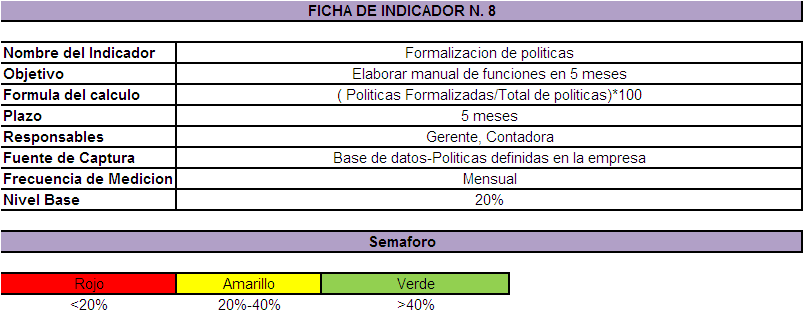 FICHA DE INDICADOR N. 8
Nombre del Indicador Formalizacion de politicas
Objetivo Elaborar manual de funciones en 5 meses
Formula del calculo ( Politicas Formalizadas/Total de politicas)*100
Plazo 5 meses
Responsables Gerente, Contadora
Fuente de Captura Base de datos-Politicas definidas en la empresa
Frecuencia de Medicion Mensual
Nivel Base 20%
Semaforo
Rojo Amarillo Verde
<20% 20%-40% >40%